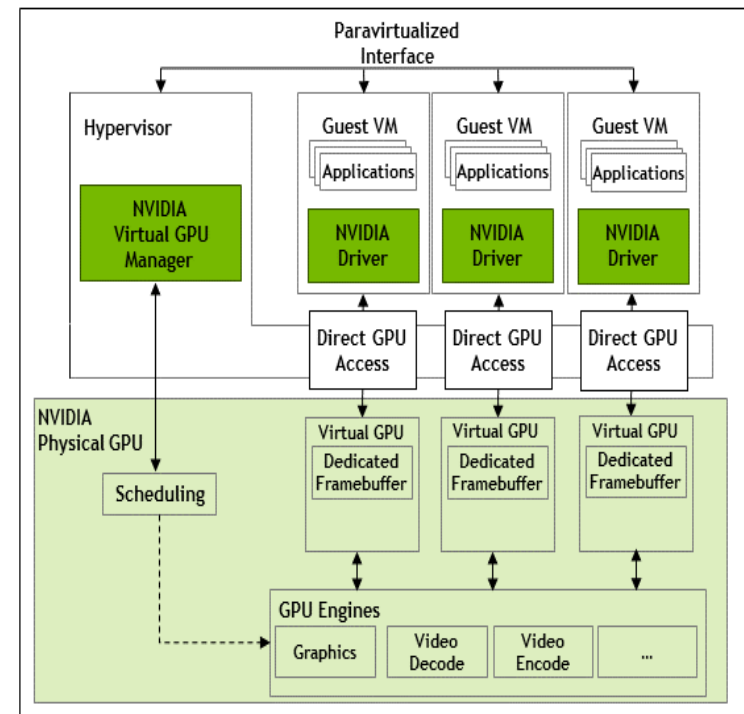 Paravirtualized
Interface
Hypervisor
NVIDIA
Virtual GPU
Manager
Guest VM
Applications
NVIDIA
Driver
Guest VM
Applications
NVIDIA
Driver
Guest VM
Applications
NVIDIA
Driver
Direct GPU
Access
Direct GPU
Access
Direct GPU
Access
NVIDIA
Physical GPU
Scheduling
Virtual GPU
Dedicated
Framebuffer
Virtual GPU
Dedicated
Framebuffer
Virtual GPU
Dedicated
Framebuffer
GPU Engines
Graphics
Video
Decode
Video
Encode
...